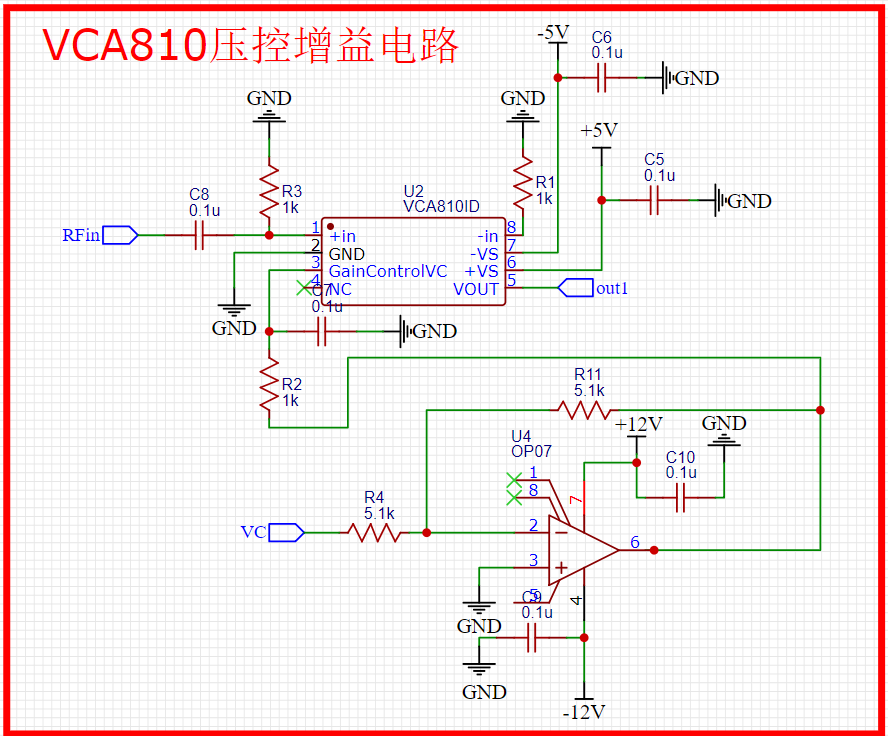 VCA810压控增益电路
-5V
C6
0.1u
GND
GND
GND
+5V
C5
0.1u
GND
C8
0.1u
R3
1k
R1
1k
U2
VCA810ID
RFin
1
+in
-in
8
2
GND
-VS
7
3
GainControlVC
+VS
6
4
NC
VOUT
5
out1
GND
C7
0.1u
GND
R2
1k
R11
5.1k
+12V
GND
U4
OP07
C10
0.1u
1
8
7
R4
5.1k
VC
2
6
3
5
4
C9
0.1u
GND
GND
-12V